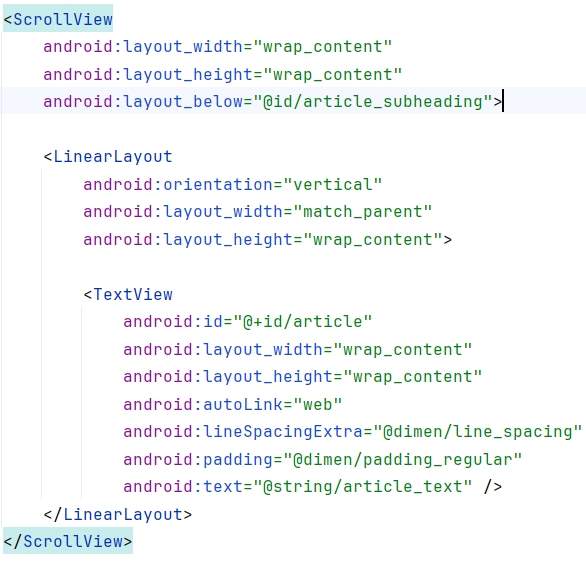 <ScrollView
    android:layout_width="wrap_content"
    android:layout_height="wrap_content"
    android:layout_below="@id/article_subheading">

    <LinearLayout
        android:orientation="vertical"
        android:layout_width="match_parent"
        android:layout_height="wrap_content">

        <TextView
            android:id="@+id/article"
            android:layout_width="wrap_content"
            android:layout_height="wrap_content"
            android:autoLink="web"
            android:lineSpacingExtra="@dimen/line_spacing"
            android:padding="@dimen/padding_regular"
            android:text="@string/article_text" />
    </LinearLayout>
</ScrollView>